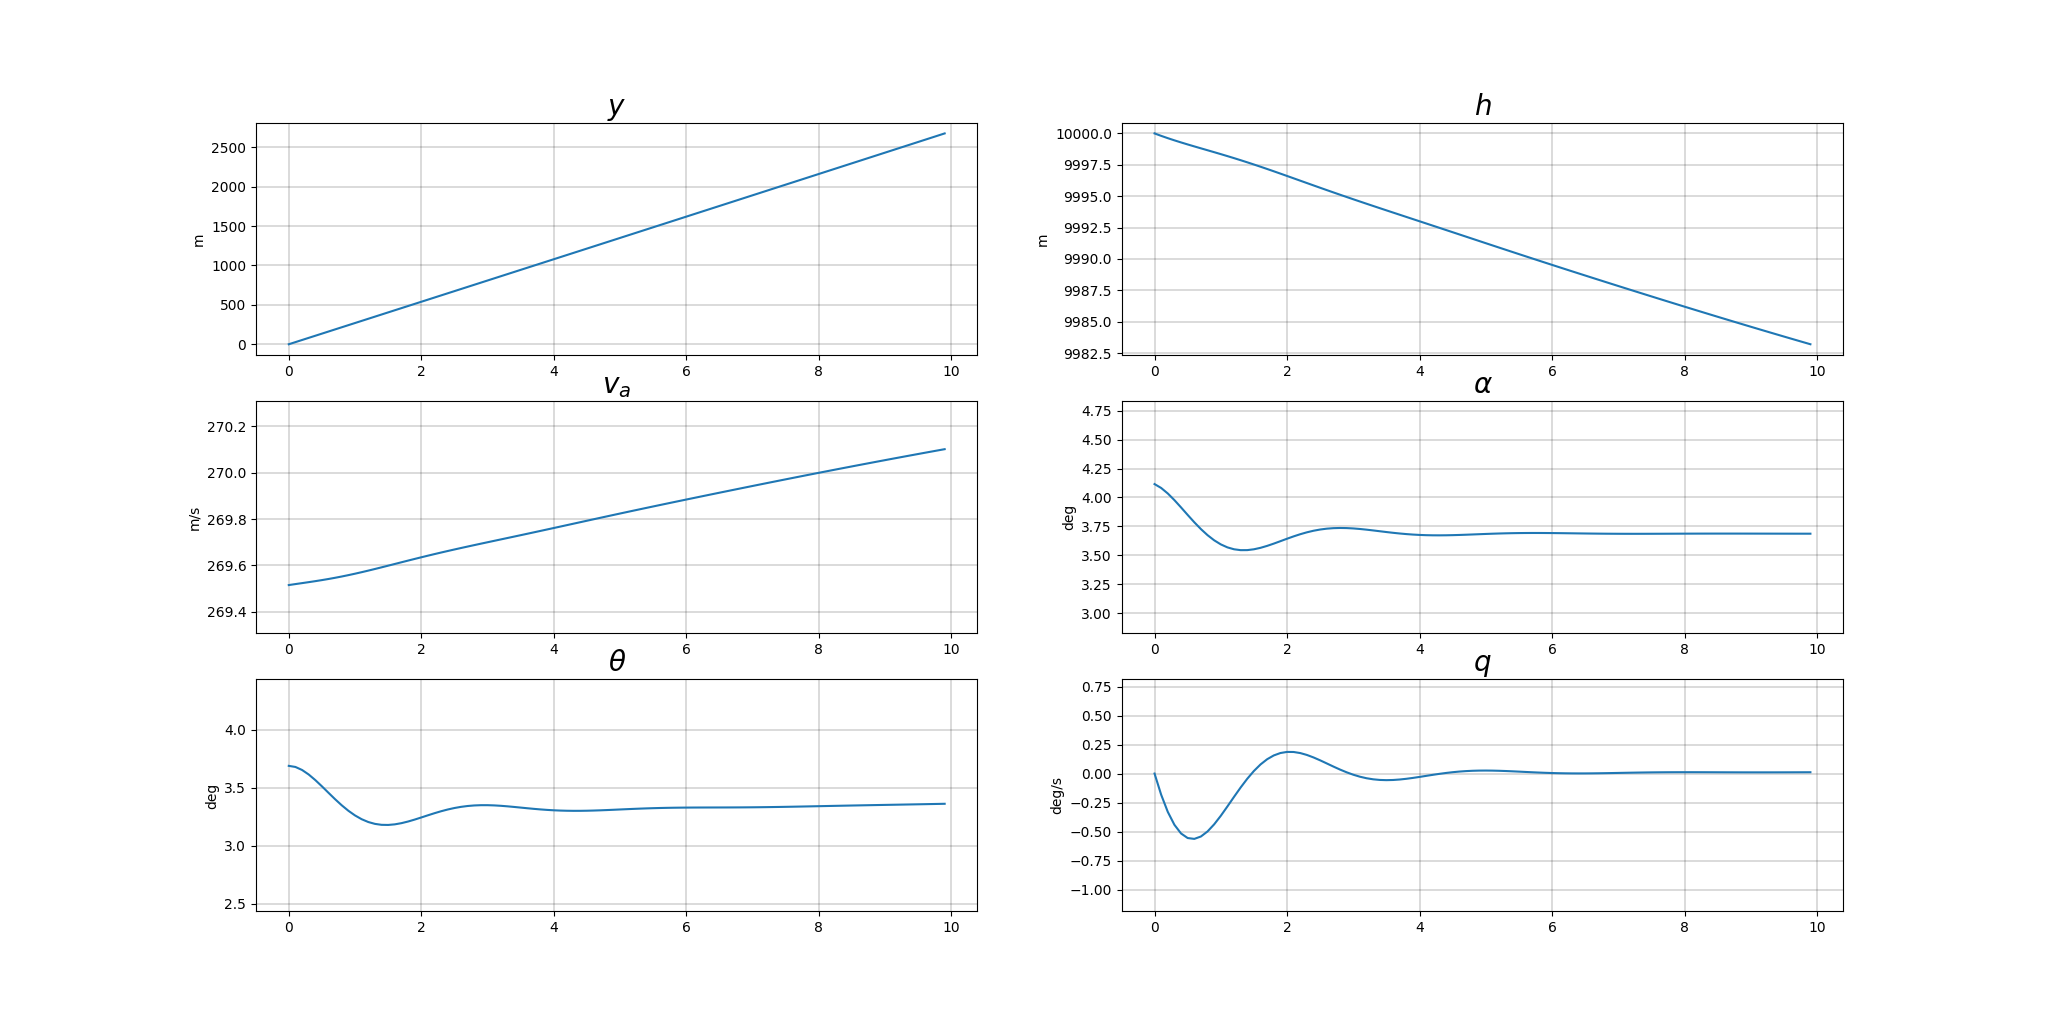 y
2500
2000
1500
1000
500
0
m
0 2 4 6 8 10
h
10000.0
9997.5
9995.0
9992.5
9990.0
9987.5
9985.0
9982.5
m
0 2 4 6 8 10
vₐ
270.2
270.0
269.8
269.6
269.4
m/s
0 2 4 6 8 10
α
4.75
4.50
4.25
4.00
3.75
3.50
3.25
3.00
deg
0 2 4 6 8 10
θ
4.0
3.5
3.0
2.5
deg
0 2 4 6 8 10
q
0.75
0.50
0.25
0.00
−0.25
−0.50
−0.75
−1.00
deg/s
0 2 4 6 8 10